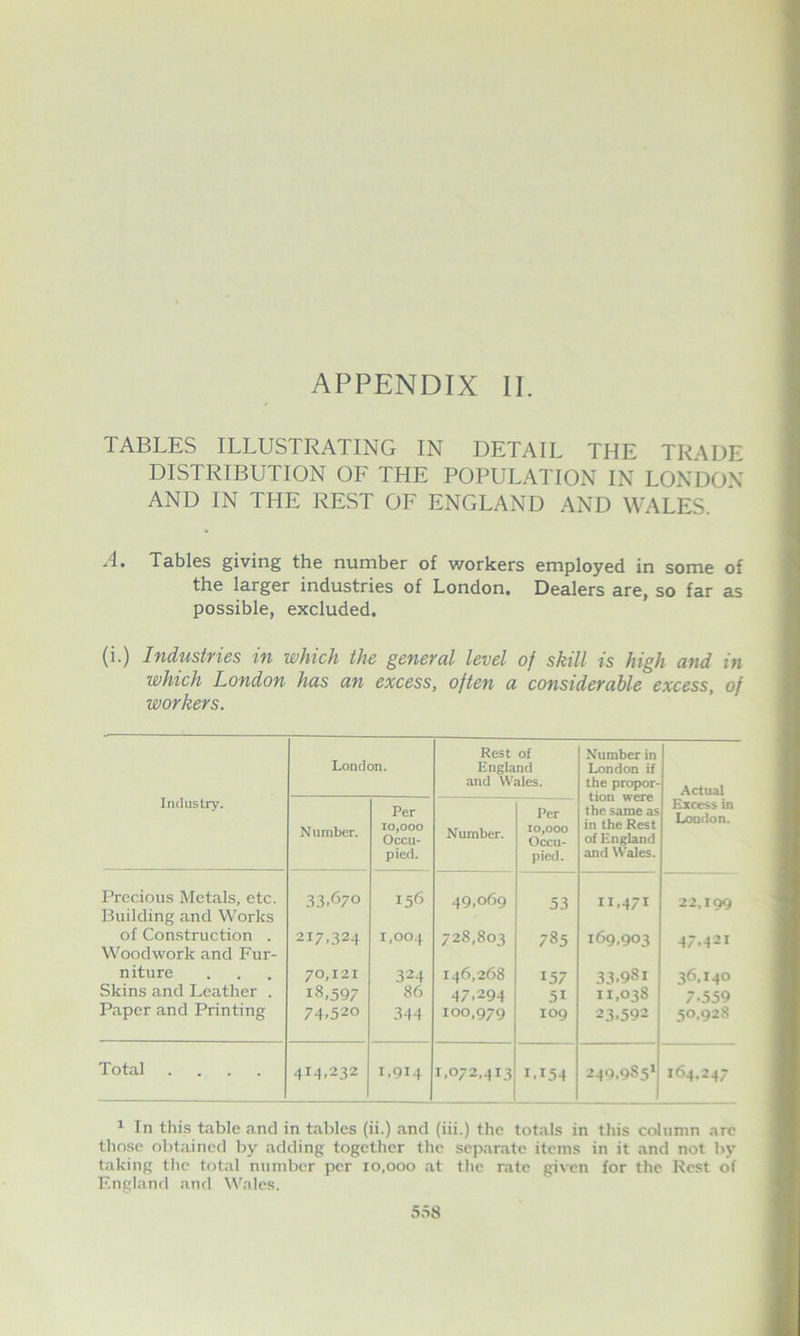 APPENDIX II.
TABLES ILLUSTRATING IN DETAIL THE TRADE
DISTRIBUTION OF THE POPULATION IN LONDON
AND IN THE REST OF ENGLAND AND WALES.
A. Tables giving the number of workers employed in some of
the larger industries of London. Dealers are, so far as
possible, excluded.
(i.) Industries in which the general level of skill is high and in
which London has an excess, often a considerable excess, of
workers.
Industry. | London. | Rest of England and Wales. | Number in London if the propor-tion were the same as in the Rest of England and Wales. | Actual Excess in London.
Number. | Per 10,000 Occu-pied. | Number. | Per 10,000 Occu-pied.
Precious Metals, etc. 33,670 156 49,069 53 11,471 22,199
Building and Works
of Construction . 217,324 1,004 728,803 785 169,903 47,421
Woodwork and Fur-
niture . . . 70,121 324 146,268 157 33,981 36,140
Skins and Leather . 18,597 86 47,294 51 11,038 7,559
Paper and Printing 74,520 344 100,979 109 23,592 50,928
Total . . . . 414,232 1,914 1,072,413 1,154 249,985¹ 164,247
¹ In this table and in tables (ii.) and (iii.) the totals in this column are
those obtained by adding together the separate items in it and not by
taking the total number per 10,000 at the rate given for the Rest of
England and Wales.
558